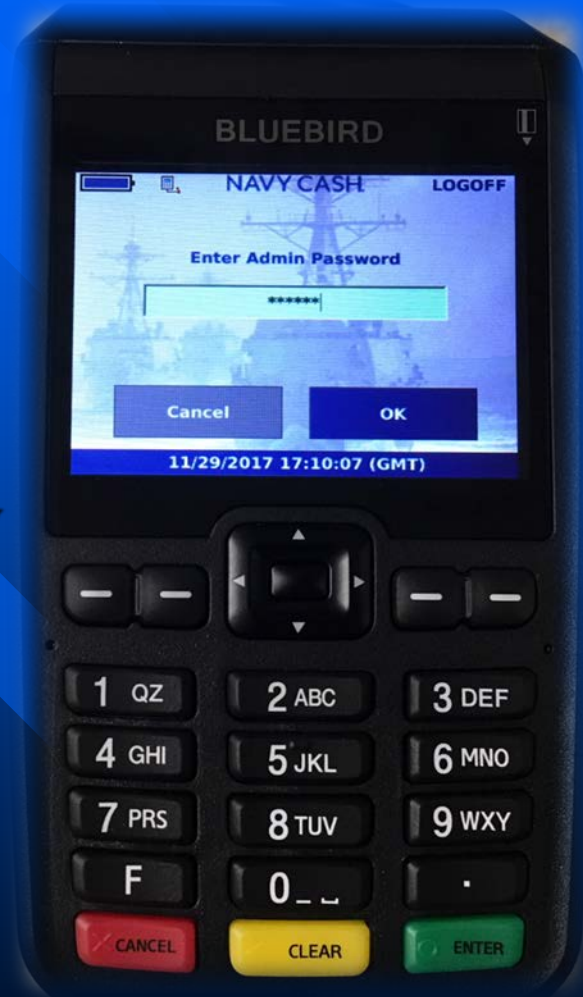 BLUEBIRD
NAVY CASH LOGOFF
Enter Admin Password
******
Cancel OK
11/29/2017 17:10:07 (GMT)
1 QZ 2 ABC 3 DEF
4 GHI 5 JKL 6 MNO
7 PRS 8 TUV 9 WXY
F 0 _ ⎵ .
CANCEL CLEAR ENTER